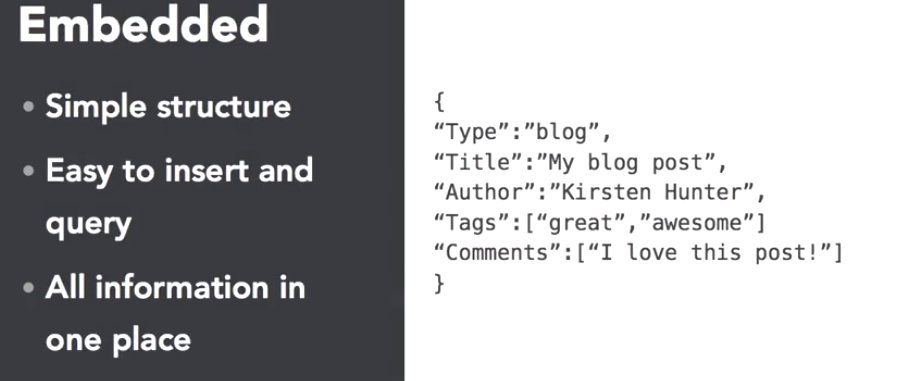 Embedded
• Simple structure
• Easy to insert and
query
• All information in
one place
{
“Type”:”blog”,
“Title”:”My blog post”,
“Author”:”Kirsten Hunter”,
“Tags”:[“great”,”awesome”]
“Comments”:[“I love this post!”]
}